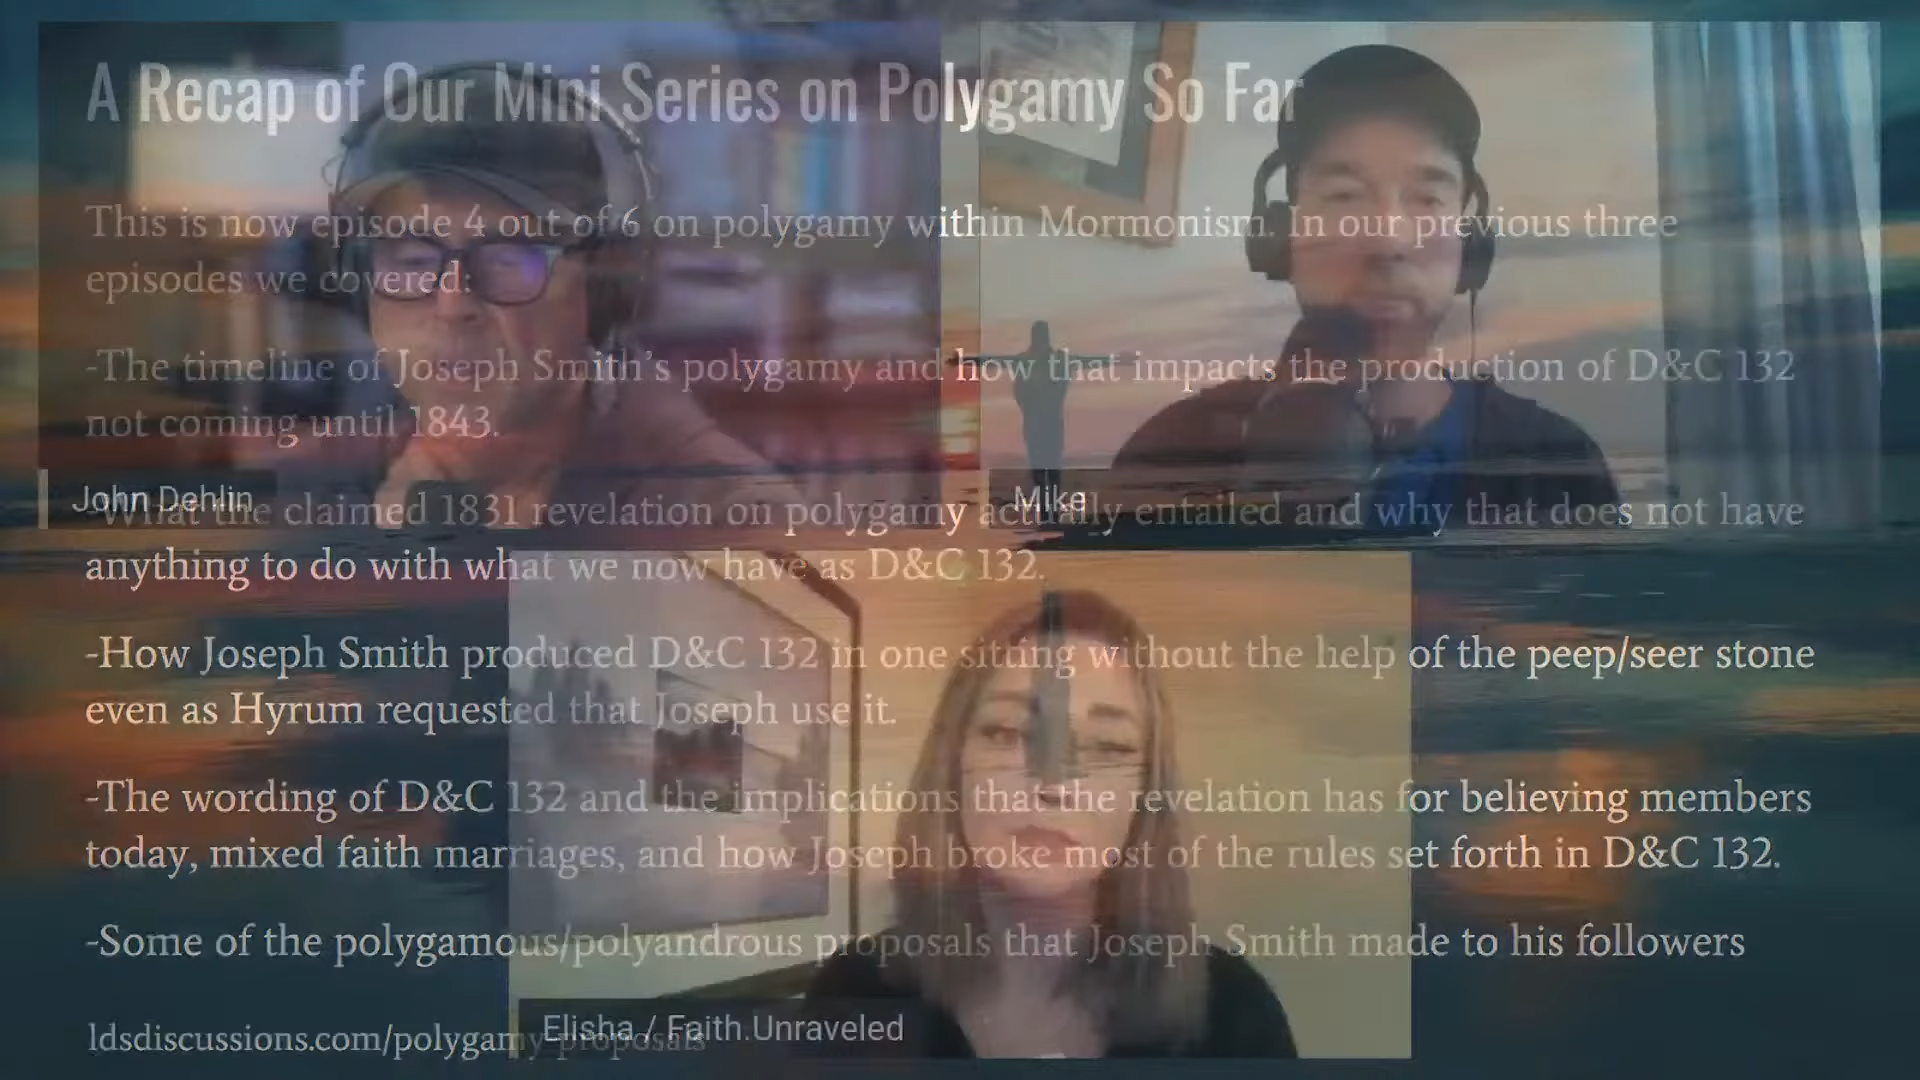 A Recap of Our Mini Series on Polygamy So Far
This is now episode 4 out of 6 on polygamy within Mormonism. In our previous three
episodes we covered:
-The timeline of Joseph Smith's polygamy and how that impacts the production of D&C 132
not coming until 1843.
John Dehlin
Mike
-What the claimed 1831 revelation on polygamy actually entailed and why that does not have
anything to do with what we now have as D&C 132.
-How Joseph Smith produced D&C 132 in one sitting without the help of the peep/seer stone
even as Hyrum requested that Joseph use it.
-The wording of D&C 132 and the implications that the revelation has for believing members
today, mixed faith marriages, and how Joseph broke most of the rules set forth in D&C 132.
-Some of the polygamous/polyandrous proposals that Joseph Smith made to his followers
Elisha / Faith.Unraveled
ldsdiscussions.com/polygamy-proposals